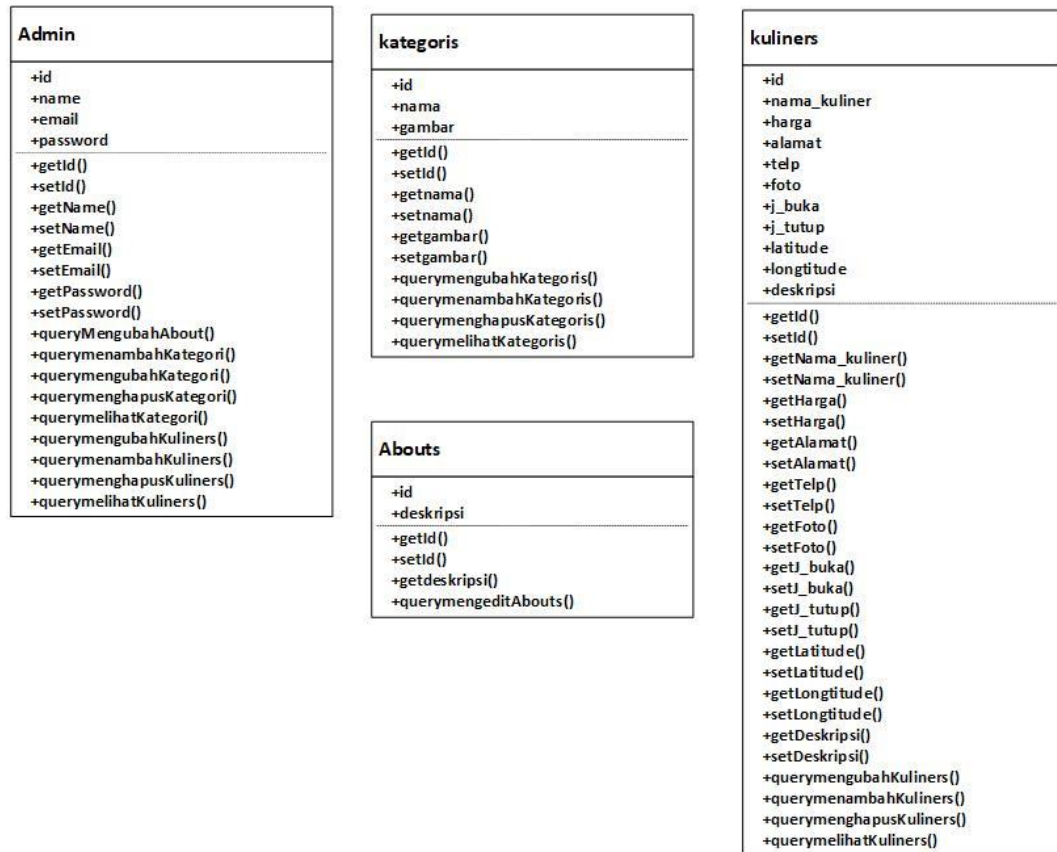 Admin
+id
+name
+email
+password
+getId()
+setId()
+getName()
+setName()
+getEmail()
+setEmail()
+getPassword()
+setPassword()
+queryMengubahAbout()
+querymenambahKategori()
+querymengubahKategori()
+querymenghapusKategori()
+querymelihatKategori()
+querymengubahKuliners()
+querymenambahKuliners()
+querymenghapusKuliners()
+querymelihatKuliners()
kategoris
+id
+nama
+gambar
+getId()
+setId()
+getnama()
+setnama()
+getgambar()
+setgambar()
+querymengubahKategoris()
+querymenambahKategoris()
+querymenghapusKategoris()
+querymelihatKategoris()
Abouts
+id
+deskripsi
+getId()
+setId()
+getdeskripsi()
+querymengeditAbouts()
kuliners
+id
+nama_kuliner
+harga
+alamat
+telp
+foto
+j_buka
+j_tutup
+latitude
+longtitude
+deskripsi
+getId()
+setId()
+getNama_kuliner()
+setNama_kuliner()
+getHarga()
+setHarga()
+getAlamat()
+setAlamat()
+getTelp()
+setTelp()
+getFoto()
+setFoto()
+getJ_buka()
+setJ_buka()
+getJ_tutup()
+setJ_tutup()
+getLatitude()
+setLatitude()
+getLongtitude()
+setLongtitude()
+getDeskripsi()
+setDeskripsi()
+querymengubahKuliners()
+querymenambahKuliners()
+querymenghapusKuliners()
+querymelihatKuliners()